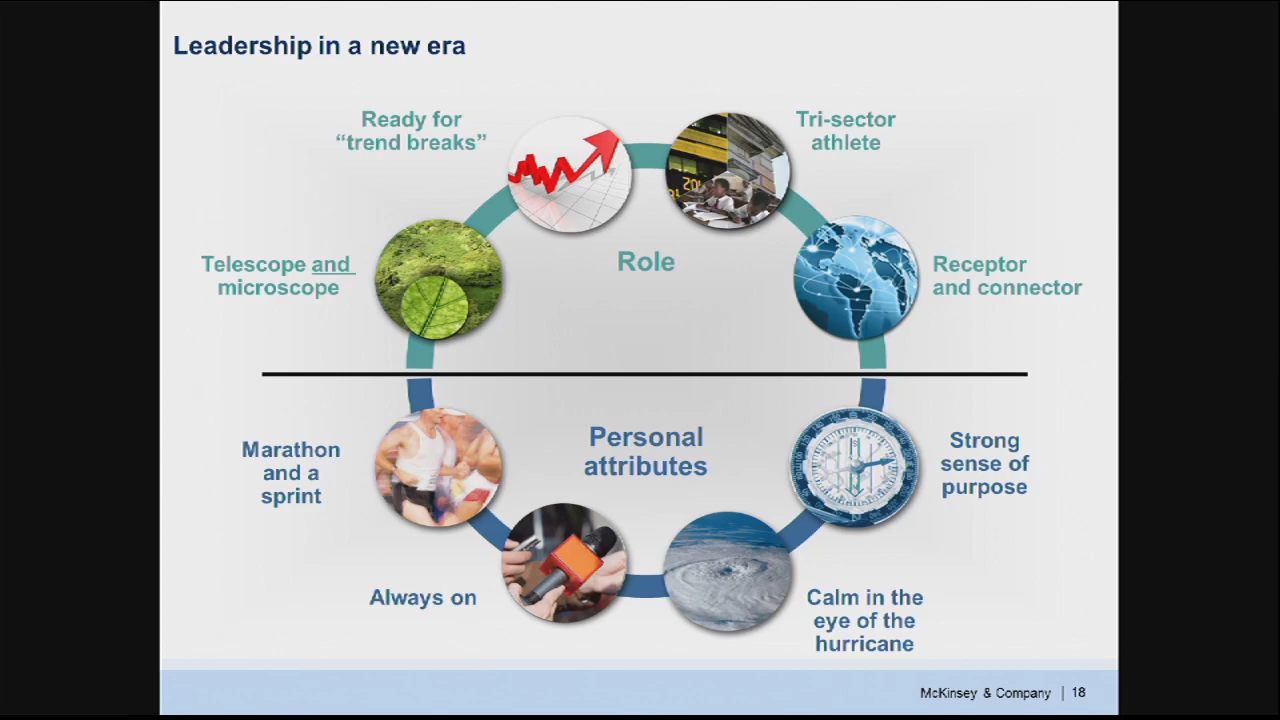 Leadership in a new era
Ready for
“trend breaks”
Tri-sector
athlete
Telescope and
microscope
Role
Receptor
and connector
Marathon
and a
sprint
Personal
attributes
Strong
sense of
purpose
Always on
Calm in the
eye of the
hurricane
McKinsey & Company | 18